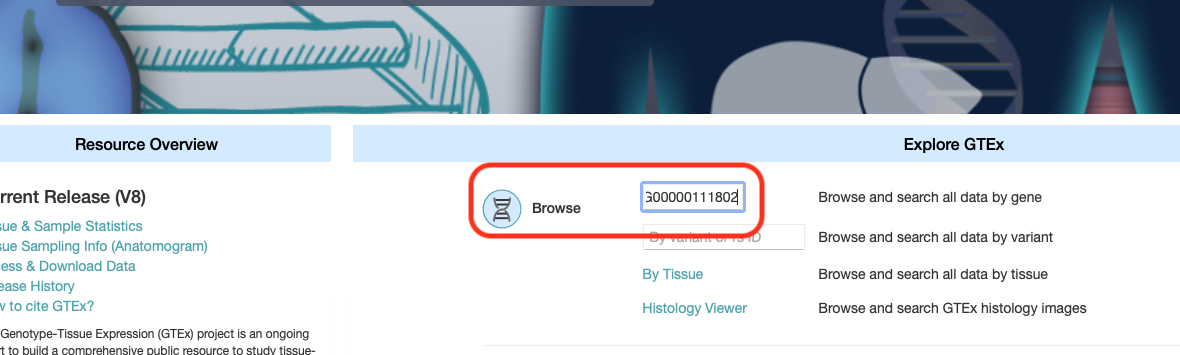 Resource Overview
rrent Release (V8)
sue & Sample Statistics
sue Sampling Info (Anatomogram)
cess & Download Data
ease History
w to cite GTEx?
Genotype-Tissue Expression (GTEx) project is an ongoing
rt to build a comprehensive public resource to study tissue-
Explore GTEx
Browse
G00000111802
Browse and search all data by gene
By variant or rs ID
Browse and search all data by variant
By Tissue
Browse and search all data by tissue
Histology Viewer
Browse and search GTEx histology images